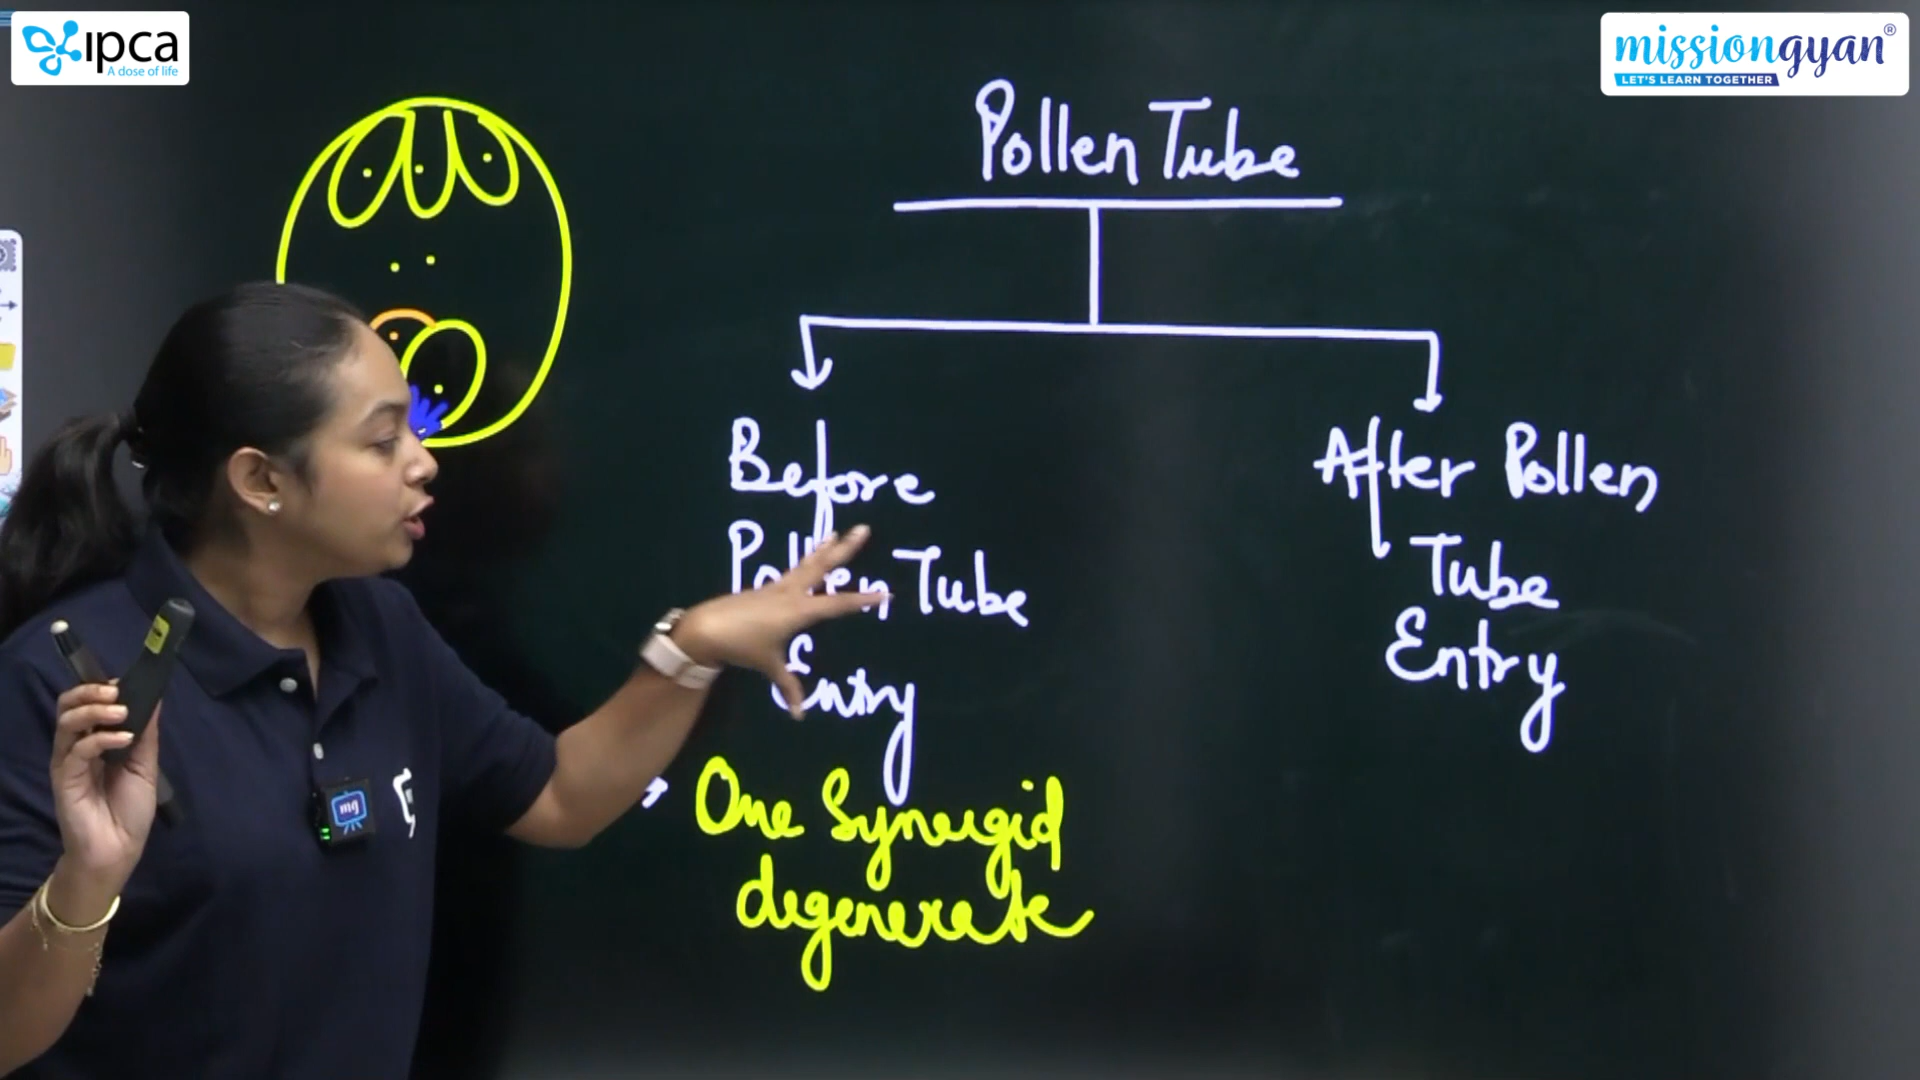 ipca
A dose of life
missiongyan®
LET'S LEARN TOGETHER
Pollen Tube
Before
Pollen Tube
Entry
After Pollen
Tube
Entry
One Synergid
degenerate
mg